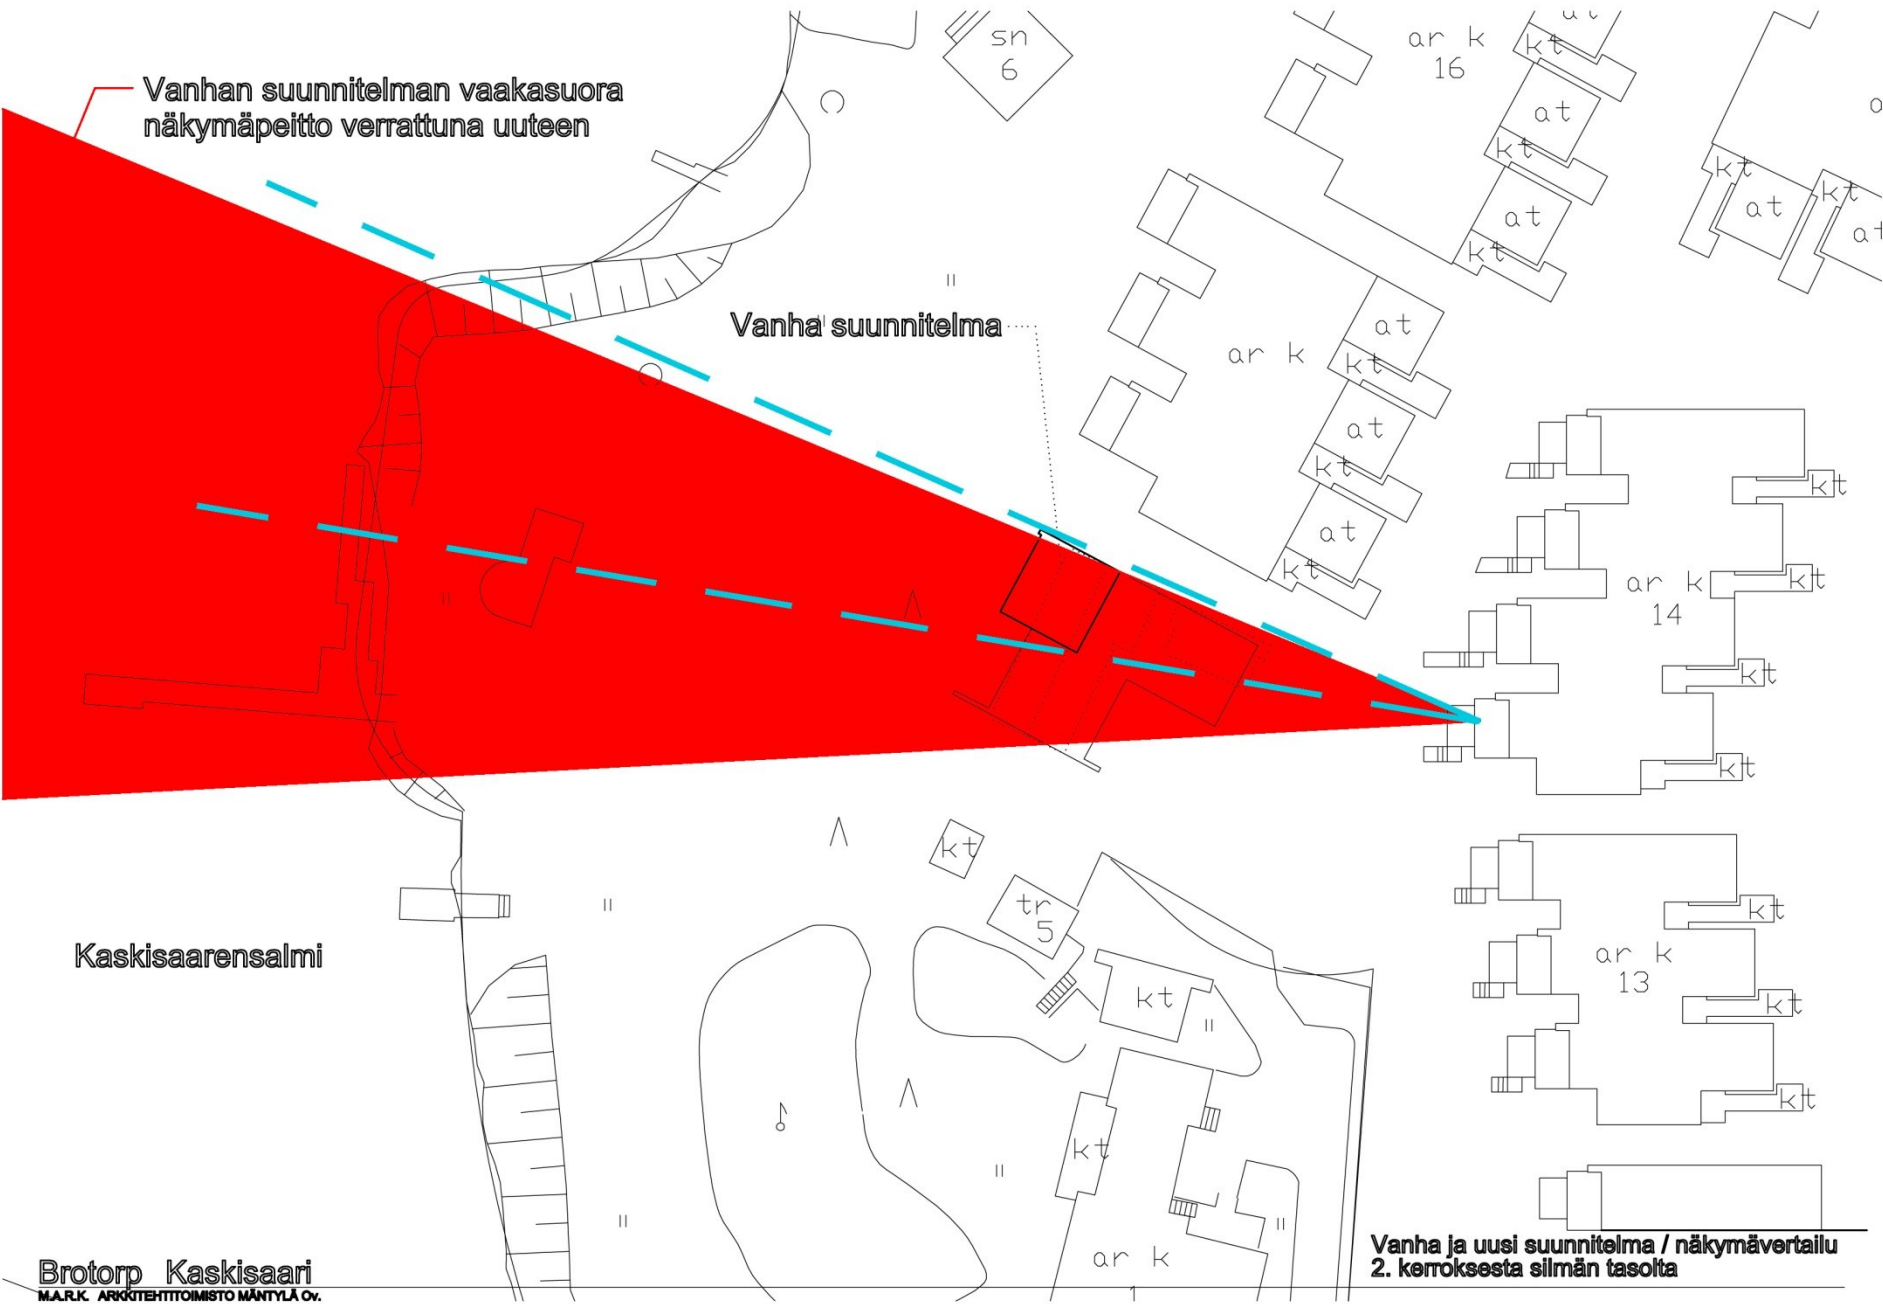 Vanhan suunnitelman vaakasuora
näkymäpeitto verrattuna uuteen
sn
6
ar k
16
at
kt
at
kt
at
kt
kt
at
kt
at
Vanha suunnitelma
ar k
at
kt
at
kt
at
kt
kt
kt
ar k
14
kt
kt
kt
tr
5
kt
kt
ar k
13
kt
kt
kt
kt
ar k
1
Kaskisaarensalmi
Vanha ja uusi suunnitelma / näkymävertailu
2. kerroksesta silmän tasolta
Brotorp Kaskisaari
M.A.R.K. ARKKITEHTITOIMISTO MÄNTYLÄ Oy.